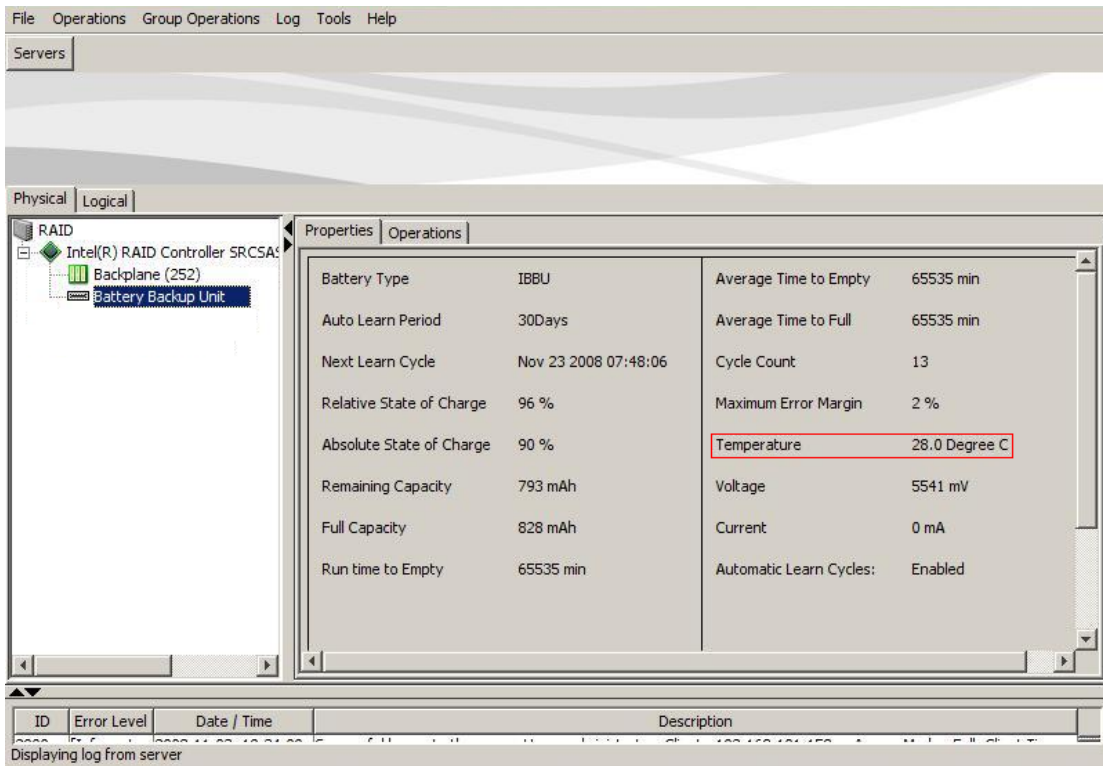 File Operations Group Operations Log Tools Help
Servers
Physical Logical
RAID
Intel(R) RAID Controller SRCSAS
Backplane (252)
Battery Backup Unit
Properties Operations
Battery Type IBBU Average Time to Empty 65535 min
Auto Learn Period 30Days Average Time to Full 65535 min
Next Learn Cycle Nov 23 2008 07:48:06 Cycle Count 13
Relative State of Charge 96 % Maximum Error Margin 2 %
Absolute State of Charge 90 % Temperature 28.0 Degree C
Remaining Capacity 793 mAh Voltage 5541 mV
Full Capacity 828 mAh Current 0 mA
Run time to Empty 65535 min Automatic Learn Cycles: Enabled
ID Error Level Date / Time Description
Displaying log from server